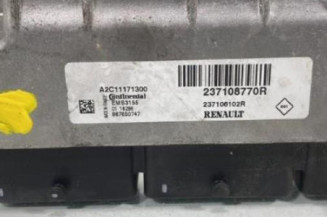 A2C11171300
Continental
EMS3155
237108770R
237106102R
RENAULT